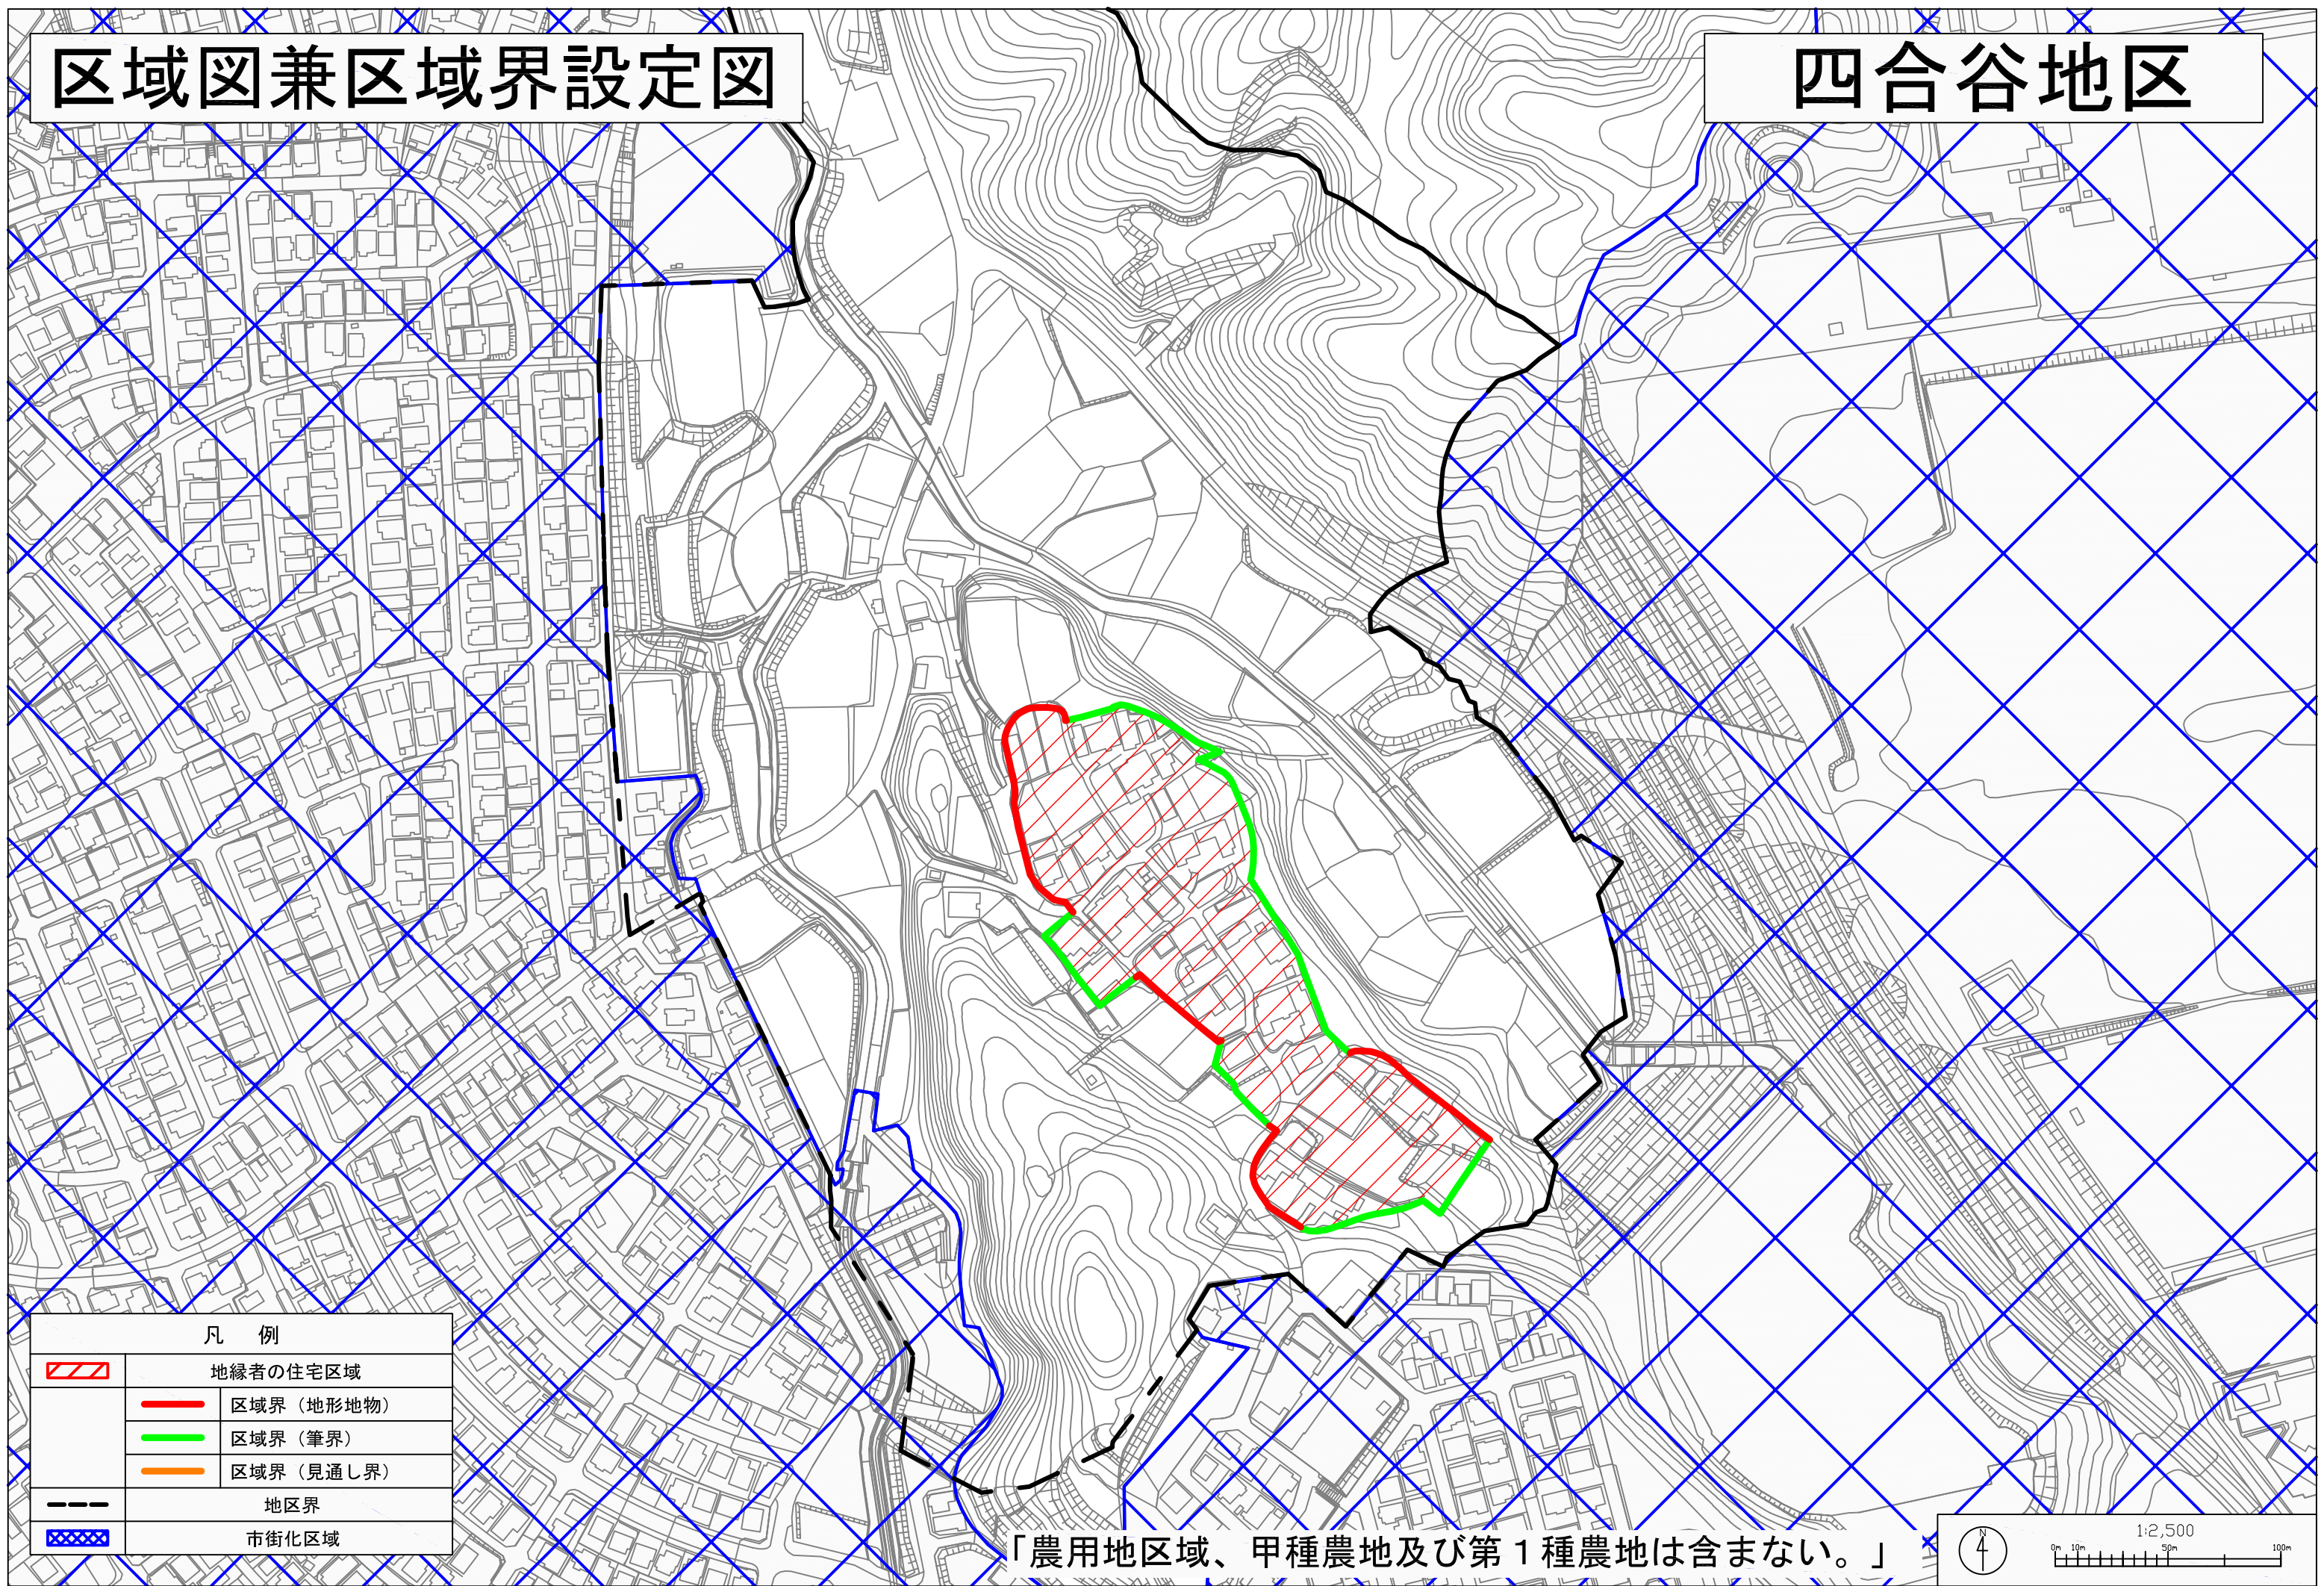 区域図兼区域界設定図
四合谷地区
凡 例
地縁者の住宅区域
区域界（地形地物）
区域界（筆界）
区域界（見通し界）
地区界
市街化区域
「農用地区域、甲種農地及び第１種農地は含まない。」
N
1:2,500
0m 10m 50m 100m